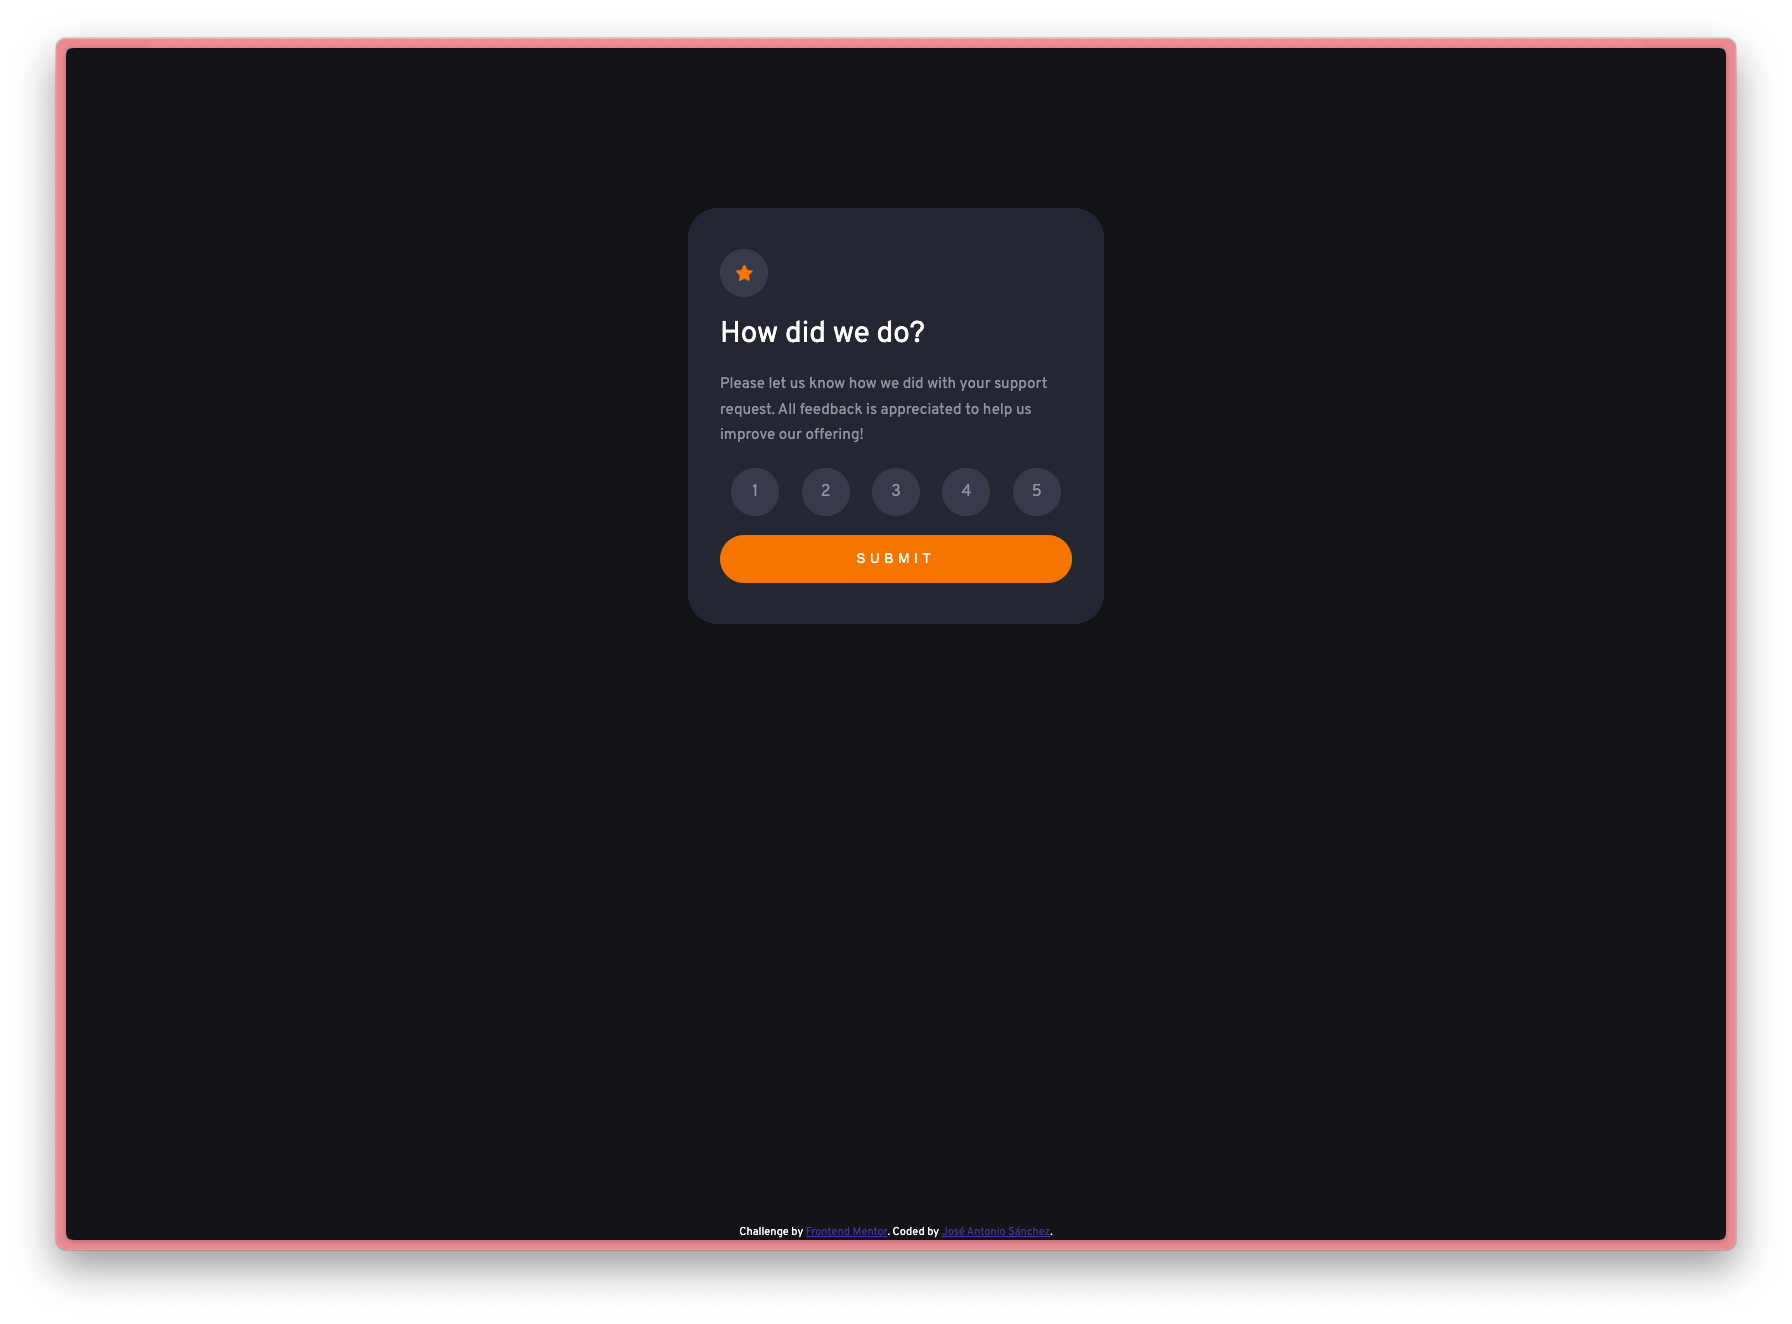 How did we do?
Please let us know how we did with your support
request. All feedback is appreciated to help us
improve our offering!
1 2 3 4 5
SUBMIT
Challenge by Frontend Mentor. Coded by José Antonio Sánchez.